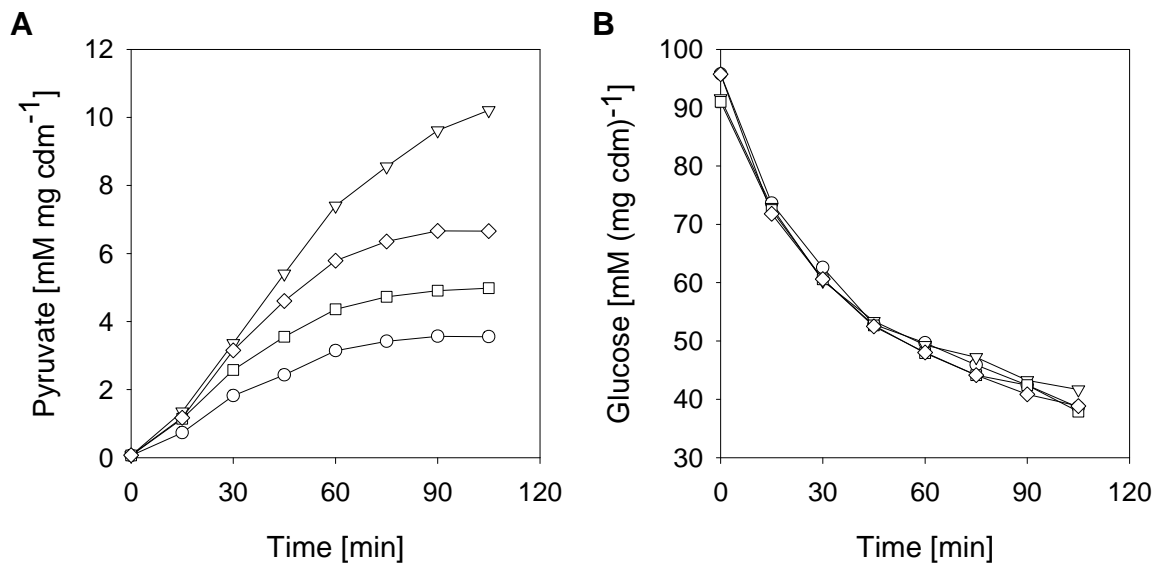 A
Pyruvate [mM mg cdm-1]
12
10
8
6
4
2
0
0 30 60 90 120
Time [min]
B
Glucose [mM (mg cdm)-1]
100
90
80
70
60
50
40
30
0 30 60 90 120
Time [min]